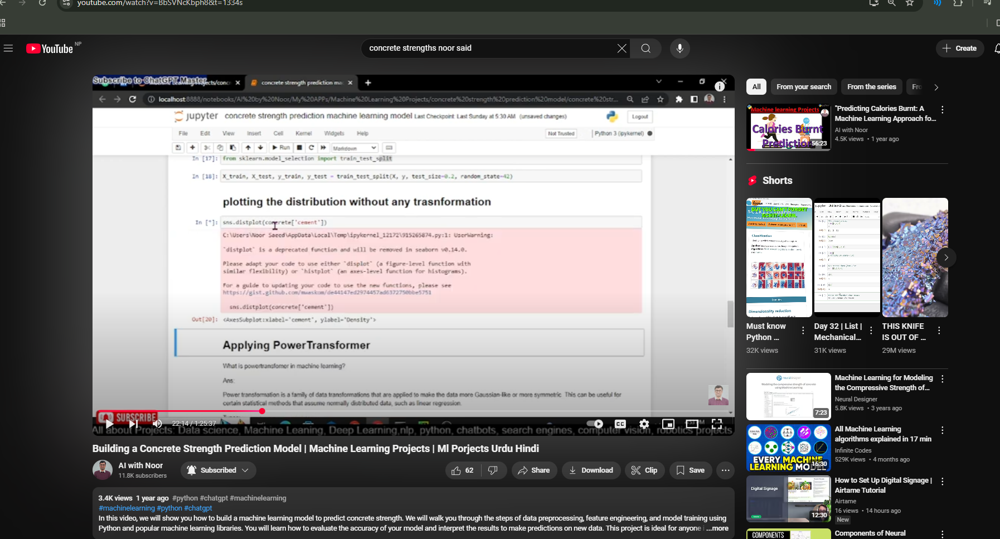 youtube.com/watch?v=BbSVNcKbph8&t=1334s
YouTube NP
concrete strengths noor said
Create
Subscribe to ChatGPT Master
concrete strength prediction ma
localhost:8888/notebooks/AI%20by%20Noor/My%20APPs/Machine%20Learning%20Projects/concrete%20strength%20prediction%20model/concrete%20str...
jupyter concrete strength prediction machine learning model Last Checkpoint: Last Sunday at 5:30 AM (unsaved changes)
Logout
File Edit View Insert Cell Kernel Widgets Help
Not Trusted
Python 3 (ipykernel)
Run
Markdown
In [17]: from sklearn.model_selection import train_test_split
In [18]: X_train, X_test, y_train, y_test = train_test_split(X, y, test_size=0.2, random_state=42)
plotting the distribution without any trasnformation
In [*]: sns.distplot(concrete['cement'])
C:\Users\Noor Saeed\AppData\Local\Temp\ipykernel_12172\915265874.py:1: UserWarning:
`distplot` is a deprecated function and will be removed in seaborn v0.14.0.
Please adapt your code to use either `displot` (a figure-level function with
similar flexibility) or `histplot` (an axes-level function for histograms).
For a guide to updating your code to use the new functions, please see
https://gist.github.com/mwaskom/de44147ed2974457ad6372750bbe5751
sns.distplot(concrete['cement'])
Out[20]: <AxesSubplot:xlabel='cement', ylabel='Density'>
Applying PowerTransformer
What is powertransfomer in machine learning?
Ans:
Power transformation is a family of data transformations that are applied to make the data more Gaussian-like or more symmetric. This can be useful for
certain statistical methods that assume normally distributed data, such as linear regression.
SUBSCRIBE
22:14 / 1:25:37
All about Projects: Data science, Machine Leaning, Deep Learning,nlp, python, chatbots, search engines, computer vision, robotics projects
Building a Concrete Strength Prediction Model | Machine Learning Projects | Ml Porjects Urdu Hindi
AI with Noor
11.8K subscribers
Subscribed
62
Share
Download
Clip
Save
3.4K views 1 year ago #python #chatgpt #machinelearning
#machinelearning #python #chatgpt
In this video, we will show you how to build a machine learning model to predict concrete strength. We will walk you through the steps of data preprocessing, feature engineering, and model training using
Python and popular machine learning libraries. You will learn how to evaluate the accuracy of your model and interpret the results to make predictions on new data. This project is ideal for anyone i ...more
All
From your search
From the series
Fro
Machine learning Projects
Calories Burnt
Prediction
56:23
"Predicting Calories Burnt: A
Machine Learning Approach fo...
AI with Noor
4.5K views • 1 year ago
Shorts
BUT YOU CAN'T FORGET
SCIKIT-LEARN.
Classification
Examples
Dimensionality reduction
Must know
Python ...
32K views
Day 32 | List |
Mechanical...
31K views
THIS KNIFE
IS OUT OF ...
29M views
neuraldesigner
Modeling the compressive strength of concrete
using Machine Learning
7:23
Machine Learning for Modeling
the Compressive Strength of...
Neural Designer
5.8K views • 3 years ago
EVERY MACHINE
LEARNING MODEL
16:30
All Machine Learning
algorithms explained in 17 min
Infinite Codes
529K views • 4 months ago
Digital Signage
12:30
How to Set Up Digital Signage |
Airtame Tutorial
Airtame
16 views • 14 hours ago
New
COMPONENTS
Components of Neural